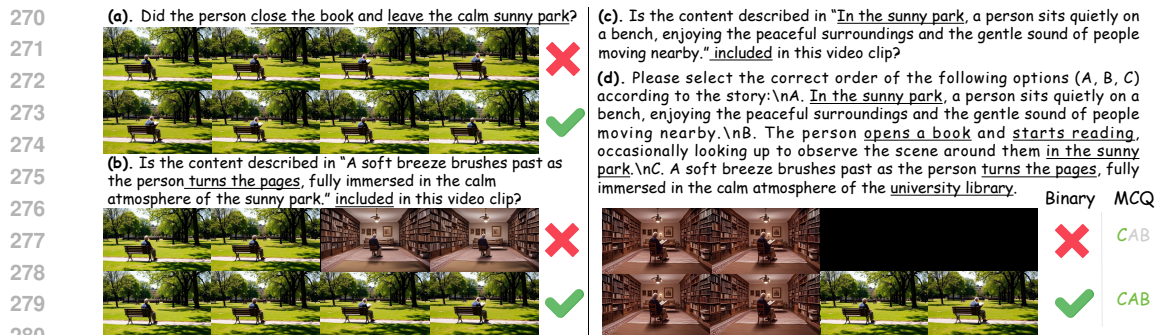 270
271
272
273
274
275
276
277
278
279
280
(a). Did the person close the book and leave the calm sunny park?
(b). Is the content described in “A soft breeze brushes past as
the person turns the pages, fully immersed in the calm
atmosphere of the sunny park.” included in this video clip?
(c). Is the content described in “In the sunny park, a person sits quietly on
a bench, enjoying the peaceful surroundings and the gentle sound of people
moving nearby.” included in this video clip?
(d). Please select the correct order of the following options (A, B, C)
according to the story:\nA. In the sunny park, a person sits quietly on a
bench, enjoying the peaceful surroundings and the gentle sound of people
moving nearby.\nB. The person opens a book and starts reading,
occasionally looking up to observe the scene around them in the sunny
park.\nC. A soft breeze brushes past as the person turns the pages, fully
immersed in the calm atmosphere of the university library.
Binary MCQ
CAB
CAB